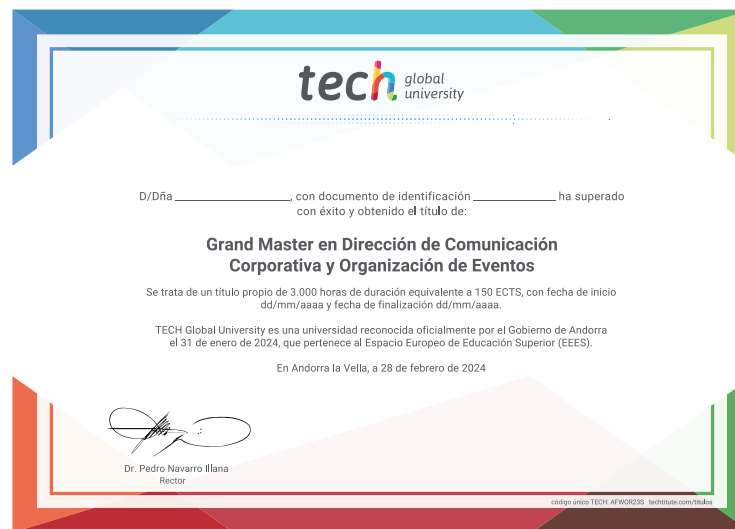 tech global
university
D/Dña ____________, con documento de identificación ____________ ha superado
con éxito y obtenido el título de:
Grand Master en Dirección de Comunicación
Corporativa y Organización de Eventos
Se trata de un título propio de 3.000 horas de duración equivalente a 150 ECTS, con fecha de inicio
dd/mm/aaaa y fecha de finalización dd/mm/aaaa.
TECH Global University es una universidad reconocida oficialmente por el Gobierno de Andorra
el 31 de enero de 2024, que pertenece al Espacio Europeo de Educación Superior (EEES).
En Andorra la Vella, a 28 de febrero de 2024
Dr. Pedro Navarro Illana
Rector
código único TECH: AFWOR23S techtitute.com/titulos